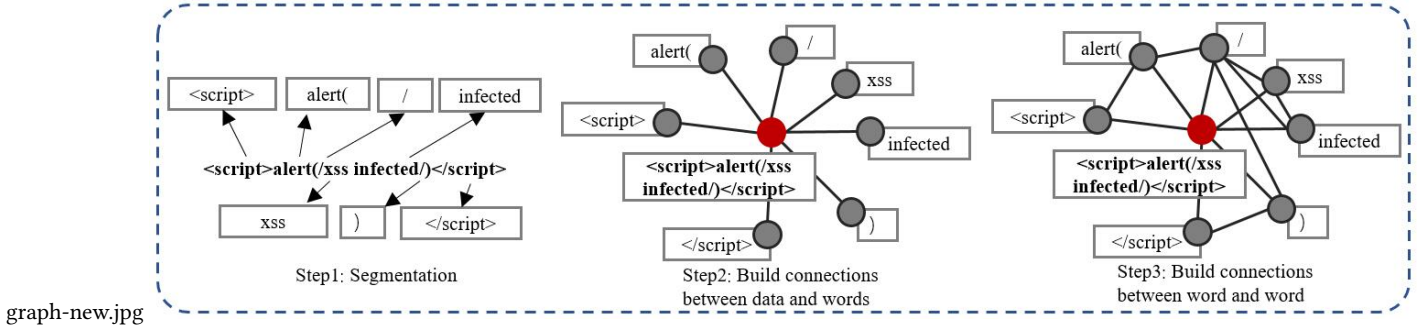 <script>
alert(
/
infected
<script>alert(/xss infected/)</script>
xss
)
</script>
Step1: Segmentation
alert(
/
xss
<script>
infected
<script>alert(/xss
infected/)</script>
)
</script>
Step2: Build connections
between data and words
alert(
/
xss
<script>
infected
<script>alert(/xss
infected/)</script>
)
</script>
Step3: Build connections
between word and word
graph-new.jpg